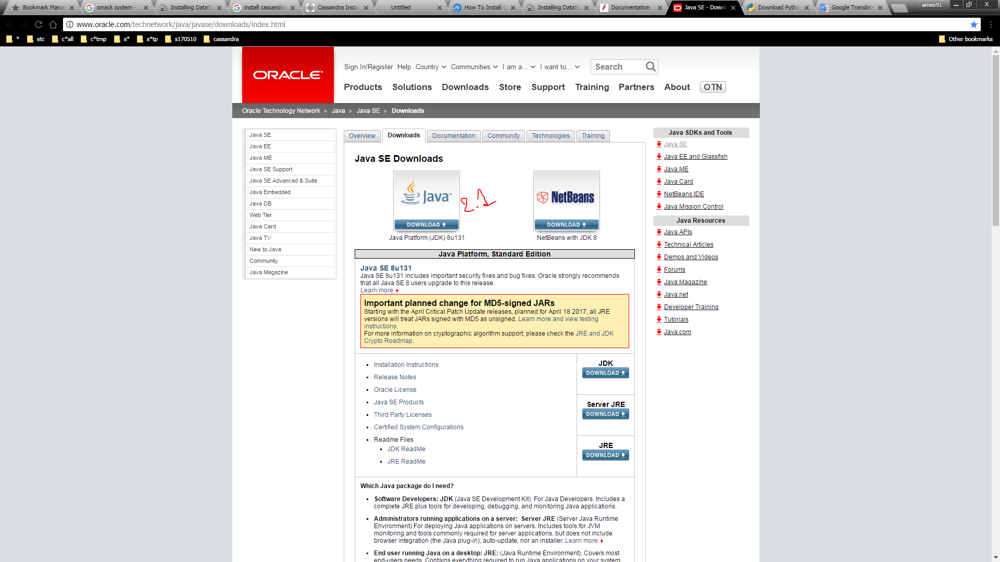 Bookmark Mana
smack system -
Installing DataS
install cassandra
Cassandra Instal
Untitled
How To Install C
Installing DataS
Documentation
Java SE - Down
Download Pytho
Google Translat
ameo91
www.oracle.com/technetwork/java/javase/downloads/index.html
* etc c*all c*tmp s* s*tp s170510 cassandra Other bookmarks
ORACLE
Sign In/Register Help Country Communities I am a... I want to... Search
Products Solutions Downloads Store Support Training Partners About OTN
Oracle Technology Network > Java > Java SE > Downloads
Java SE
Java EE
Java ME
Java SE Support
Java SE Advanced & Suite
Java Embedded
Java DB
Web Tier
Java Card
Java TV
New to Java
Community
Java Magazine
Overview Downloads Documentation Community Technologies Training
Java SE Downloads
Java™
2.1
DOWNLOAD
Java Platform (JDK) 8u131
NetBeans
DOWNLOAD
NetBeans with JDK 8
Java Platform, Standard Edition
Java SE 8u131
Java SE 8u131 includes important security fixes and bug fixes. Oracle strongly recommends
that all Java SE 8 users upgrade to this release.
Learn more
Important planned change for MD5-signed JARs
Starting with the April Critical Patch Update releases, planned for April 18 2017, all JRE
versions will treat JARs signed with MD5 as unsigned. Learn more and view testing
instructions.
For more information on cryptographic algorithm support, please check the JRE and JDK
Crypto Roadmap.
Installation Instructions
Release Notes
Oracle License
Java SE Products
Third Party Licenses
Certified System Configurations
Readme Files
JDK ReadMe
JRE ReadMe
JDK
DOWNLOAD
Server JRE
DOWNLOAD
JRE
DOWNLOAD
Which Java package do I need?
Software Developers: JDK (Java SE Development Kit). For Java Developers. Includes a
complete JRE plus tools for developing, debugging, and monitoring Java applications.
Administrators running applications on a server: Server JRE (Server Java Runtime
Environment) For deploying Java applications on servers. Includes tools for JVM
monitoring and tools commonly required for server applications, but does not include
browser integration (the Java plug-in), auto-update, nor an installer. Learn more
End user running Java on a desktop: JRE: (Java Runtime Environment). Covers most
end-users needs. Contains everything required to run Java applications on your system.
Java SDKs and Tools
Java SE
Java EE and Glassfish
Java ME
Java Card
NetBeans IDE
Java Mission Control
Java Resources
Java APIs
Technical Articles
Demos and Videos
Forums
Java Magazine
Java.net
Developer Training
Tutorials
Java.com